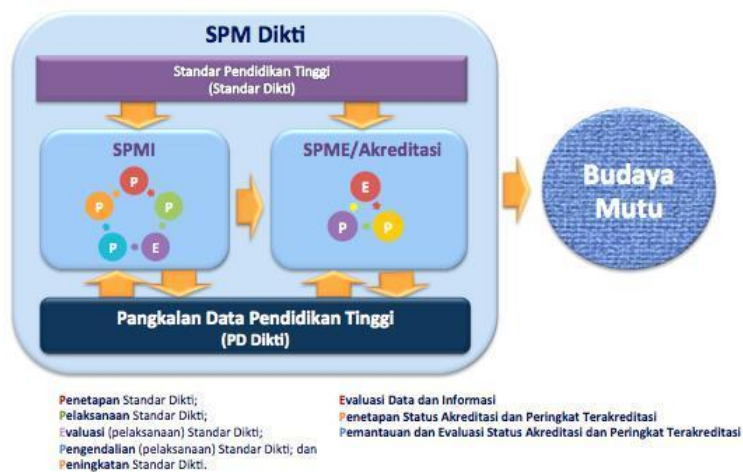 SPM Dikti
Standar Pendidikan Tinggi
(Standar Dikti)
SPMI
P
P
P
P
E
SPME/Akreditasi
E
P
P
Budaya
Mutu
Pangkalan Data Pendidikan Tinggi
(PD Dikti)
Penetapan Standar Dikti;
Pelaksanaan Standar Dikti;
Evaluasi (pelaksanaan) Standar Dikti;
Pengendalian (pelaksanaan) Standar Dikti; dan
Peningkatan Standar Dikti.
Evaluasi Data dan Informasi
Penetapan Status Akreditasi dan Peringkat Terakreditasi
Pemantauan dan Evaluasi Status Akreditasi dan Peringkat Terakreditasi